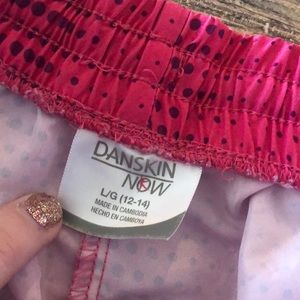 DANSKIN
NOW
L/G (12-14)
MADE IN CAMBODIA
HECHO EN CAMBOYA